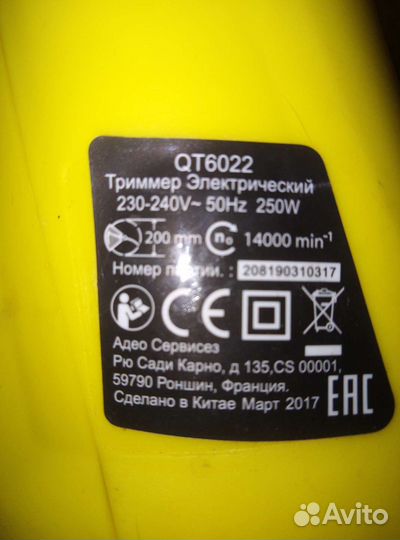 QT6022
Триммер Электрический
230-240V~ 50Hz 250W
200 mm n₀ 14000 min⁻¹
Номер партии. : 208190310317
CE
Адео Сервисез
Рю Сади Карно, д 135,CS 00001,
59790 Роншин, Франция.
Сделано в Китае Март 2017 EAC
Avito